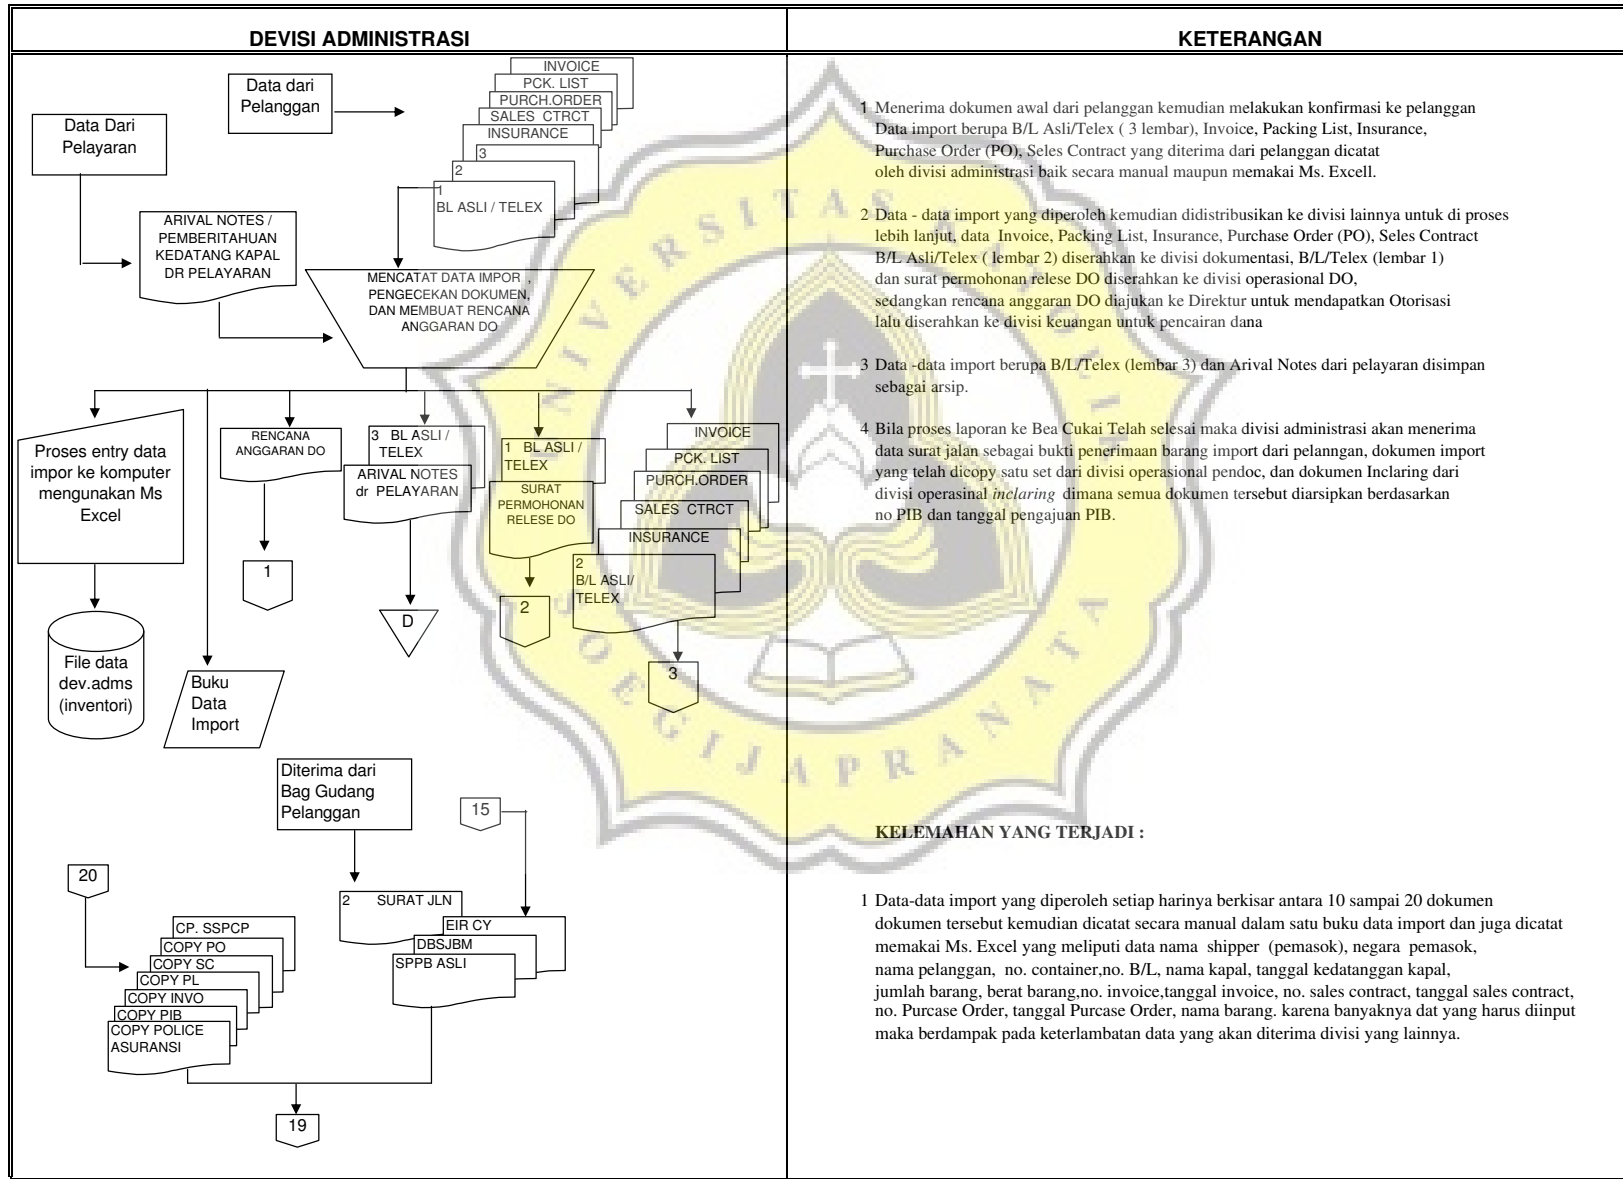 DEVISI ADMINISTRASI
KETERANGAN
Data dari
Pelanggan
INVOICE
PCK. LIST
PURCH.ORDER
SALES CTRCT
INSURANCE
3
2
1
BL ASLI / TELEX
Data Dari
Pelayaran
ARIVAL NOTES /
PEMBERITAHUAN
KEDATANG KAPAL
DR PELAYARAN
MENCATAT DATA IMPOR ,
PENGECEKAN DOKUMEN,
DAN MEMBUAT RENCANA
ANGGARAN DO
Proses entry data
impor ke komputer
mengunakan Ms
Excel
RENCANA
ANGGARAN DO
3 BL ASLI /
TELEX
ARIVAL NOTES
dr PELAYARAN
1 BL ASLI /
TELEX
SURAT
PERMOHONAN
RELESE DO
INVOICE
PCK. LIST
PURCH.ORDER
SALES CTRCT
INSURANCE
2
B/L ASLI/
TELEX
1
D
2
3
File data
dev.adms
(inventori)
Buku
Data
Import
Diterima dari
Bag Gudang
Pelanggan
15
20
2 SURAT JLN
EIR CY
DBSJBM
SPPB ASLI
CP. SSPCP
COPY PO
COPY SC
COPY PL
COPY INVO
COPY PIB
COPY POLICE
ASURANSI
19
1 Menerima dokumen awal dari pelanggan kemudian melakukan konfirmasi ke pelanggan
Data import berupa B/L Asli/Telex ( 3 lembar), Invoice, Packing List, Insurance,
Purchase Order (PO), Seles Contract yang diterima dari pelanggan dicatat
oleh divisi administrasi baik secara manual maupun memakai Ms. Excell.
2 Data - data import yang diperoleh kemudian didistribusikan ke divisi lainnya untuk di proses
lebih lanjut, data Invoice, Packing List, Insurance, Purchase Order (PO), Seles Contract
B/L Asli/Telex ( lembar 2) diserahkan ke divisi dokumentasi, B/L/Telex (lembar 1)
dan surat permohonan relese DO diserahkan ke divisi operasional DO,
sedangkan rencana anggaran DO diajukan ke Direktur untuk mendapatkan Otorisasi
lalu diserahkan ke divisi keuangan untuk pencairan dana
3 Data -data import berupa B/L/Telex (lembar 3) dan Arival Notes dari pelayaran disimpan
sebagai arsip.
4 Bila proses laporan ke Bea Cukai Telah selesai maka divisi administrasi akan menerima
data surat jalan sebagai bukti penerimaan barang import dari pelanngan, dokumen import
yang telah dicopy satu set dari divisi operasional pendoc, dan dokumen Inclaring dari
divisi operasinal inclaring dimana semua dokumen tersebut diarsipkan berdasarkan
no PIB dan tanggal pengajuan PIB.
KELEMAHAN YANG TERJADI :
1 Data-data import yang diperoleh setiap harinya berkisar antara 10 sampai 20 dokumen
dokumen tersebut kemudian dicatat secara manual dalam satu buku data import dan juga dicatat
memakai Ms. Excel yang meliputi data nama shipper (pemasok), negara pemasok,
nama pelanggan, no. container,no. B/L, nama kapal, tanggal kedatanggan kapal,
jumlah barang, berat barang,no. invoice,tanggal invoice, no. sales contract, tanggal sales contract,
no. Purcase Order, tanggal Purcase Order, nama barang. karena banyaknya dat yang harus diinput
maka berdampak pada keterlambatan data yang akan diterima divisi yang lainnya.
UNIVERSITAS KATOLIK
SOEGIJAPRANATA